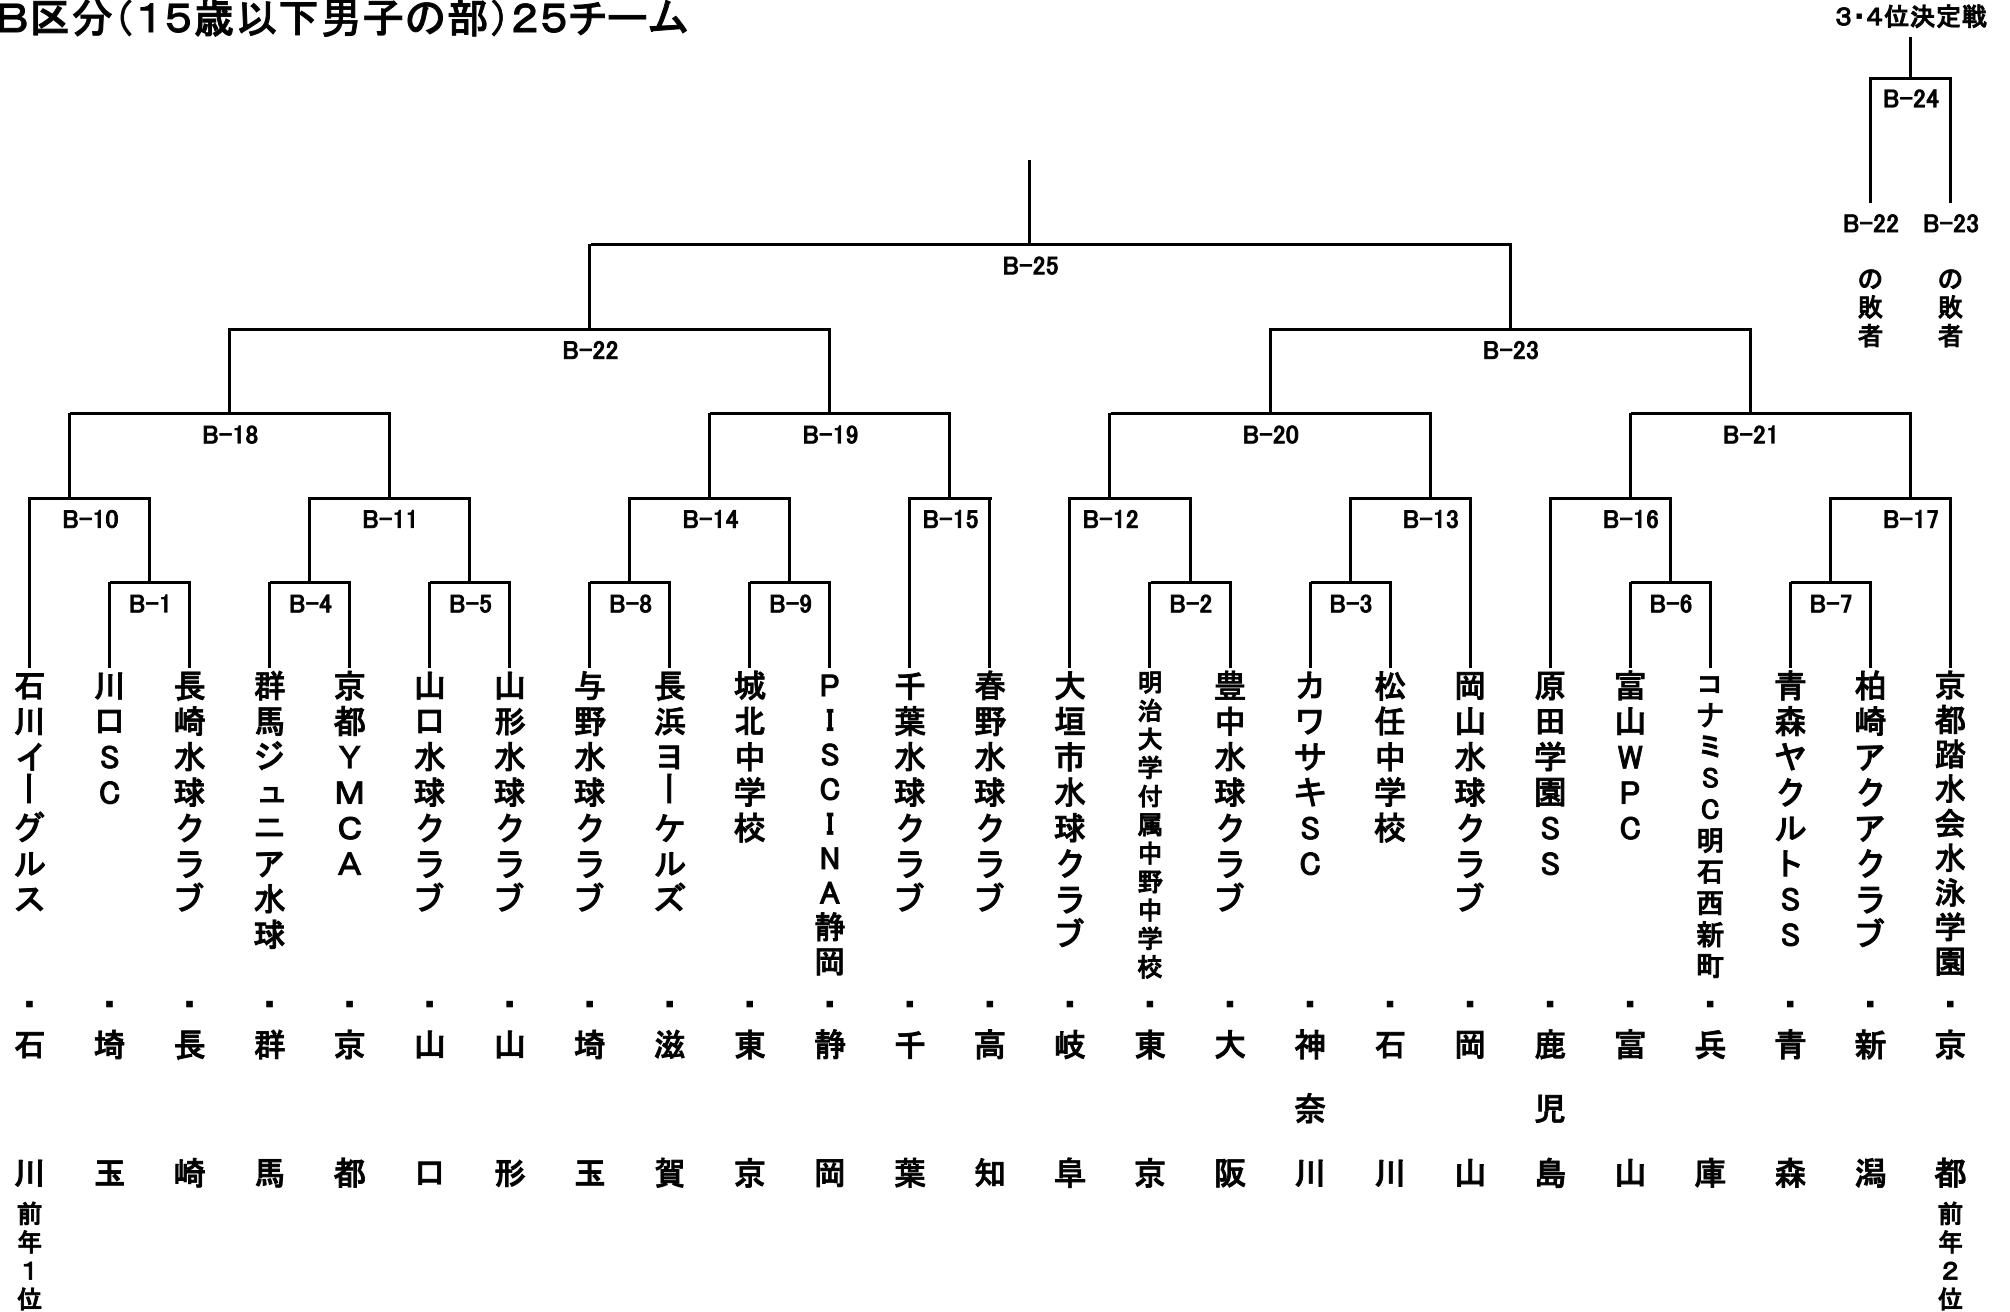 B区分(15歳以下男子の部)25チーム
3・4位決定戦
B-24
B-22
B-23
の敗者
の敗者
B-25
B-22
B-23
B-18
B-19
B-20
B-21
B-10
B-11
B-14
B-15
B-12
B-13
B-16
B-17
B-1
B-4
B-5
B-8
B-9
B-2
B-3
B-6
B-7
石川イーグルス・石川 前年1位
川口SC・埼玉
長崎水球クラブ・長崎
群馬ジュニア水球・群馬
京都YMCA・京都
山口水球クラブ・山口
山形水球クラブ・山形
与野水球クラブ・埼玉
長浜ヨーケルズ・滋賀
城北中学校・東京
PISCINA静岡・静岡
千葉水球クラブ・千葉
春野水球クラブ・高知
大垣市水球クラブ・岐阜
明治大学付属中野中学校・東京
豊中水球クラブ・大阪
カワサキSC・神奈川
松任中学校・石川
岡山水球クラブ・岡山
原田学園SS・鹿児島
富山WPC・富山
コナミSC明石西新町・兵庫
青森ヤクルトSS・青森
柏崎アクアクラブ・新潟
京都踏水会水泳学園・京都 前年2位